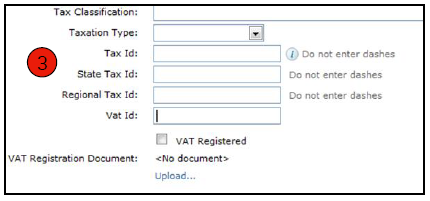 Tax Classification:
Taxation Type:
3
Tax Id: i Do not enter dashes
State Tax Id: Do not enter dashes
Regional Tax Id: Do not enter dashes
Vat Id:
VAT Registered
VAT Registration Document: <No document>
Upload...